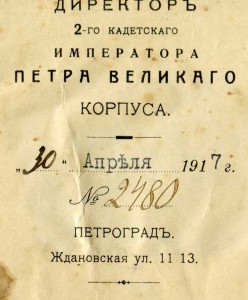 ДИРЕКТОРЪ
2-го КАДЕТСКАГО
ИМПЕРАТОРА
ПЕТРА ВЕЛИКАГО
КОРПУСА.
„30“ Апрѣля 1917 г.
№ 2480
ПЕТРОГРАДЪ.
Ждановская ул. 11 13.